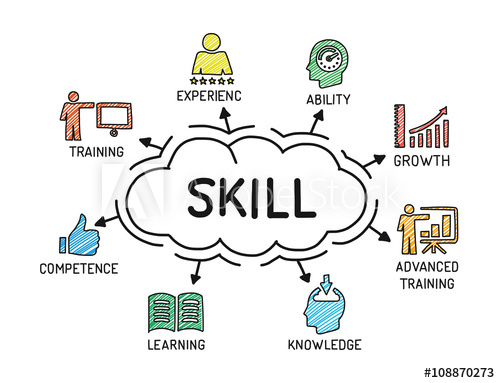 EXPERIENC
ABILITY
TRAINING
GROWTH
SKILL
COMPETENCE
ADVANCED
TRAINING
LEARNING
KNOWLEDGE
#108870273